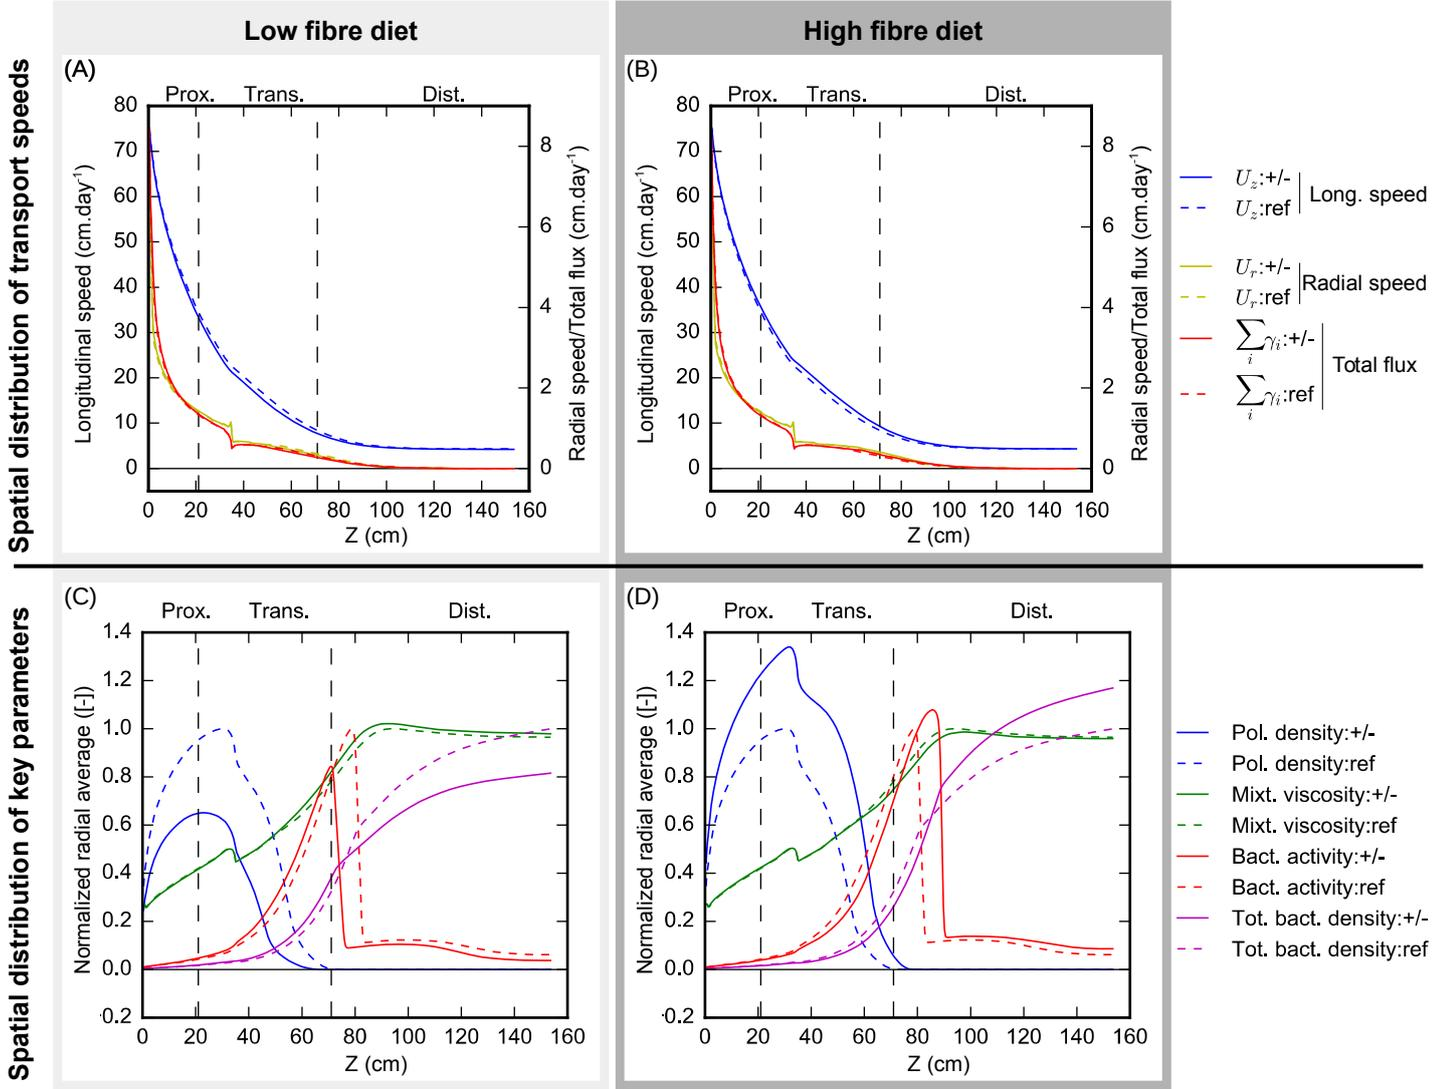 Low fibre diet
High fibre diet
Spatial distribution of transport speeds
(A)
Prox. Trans. Dist.
80
70
60
50
40
30
20
10
0
8
6
4
2
0
Longitudinal speed (cm.day-1)
Radial speed/Total flux (cm.day-1)
0 20 40 60 80 100 120 140 160
Z (cm)
(B)
Prox. Trans. Dist.
80
70
60
50
40
30
20
10
0
8
6
4
2
0
Longitudinal speed (cm.day-1)
Radial speed/Total flux (cm.day-1)
0 20 40 60 80 100 120 140 160
Z (cm)
Uz:+/-
Uz:ref
Long. speed
Ur:+/-
Ur:ref
Radial speed
∑i γi:+/-
∑i γi:ref
Total flux
Spatial distribution of key parameters
(C)
Prox. Trans. Dist.
1.4
1.2
1.0
0.8
0.6
0.4
0.2
0.0
-0.2
Normalized radial average ([-])
0 20 40 60 80 100 120 140 160
Z (cm)
(D)
Prox. Trans. Dist.
1.4
1.2
1.0
0.8
0.6
0.4
0.2
0.0
-0.2
Normalized radial average ([-])
0 20 40 60 80 100 120 140 160
Z (cm)
Pol. density:+/-
Pol. density:ref
Mixt. viscosity:+/-
Mixt. viscosity:ref
Bact. activity:+/-
Bact. activity:ref
Tot. bact. density:+/-
Tot. bact. density:ref